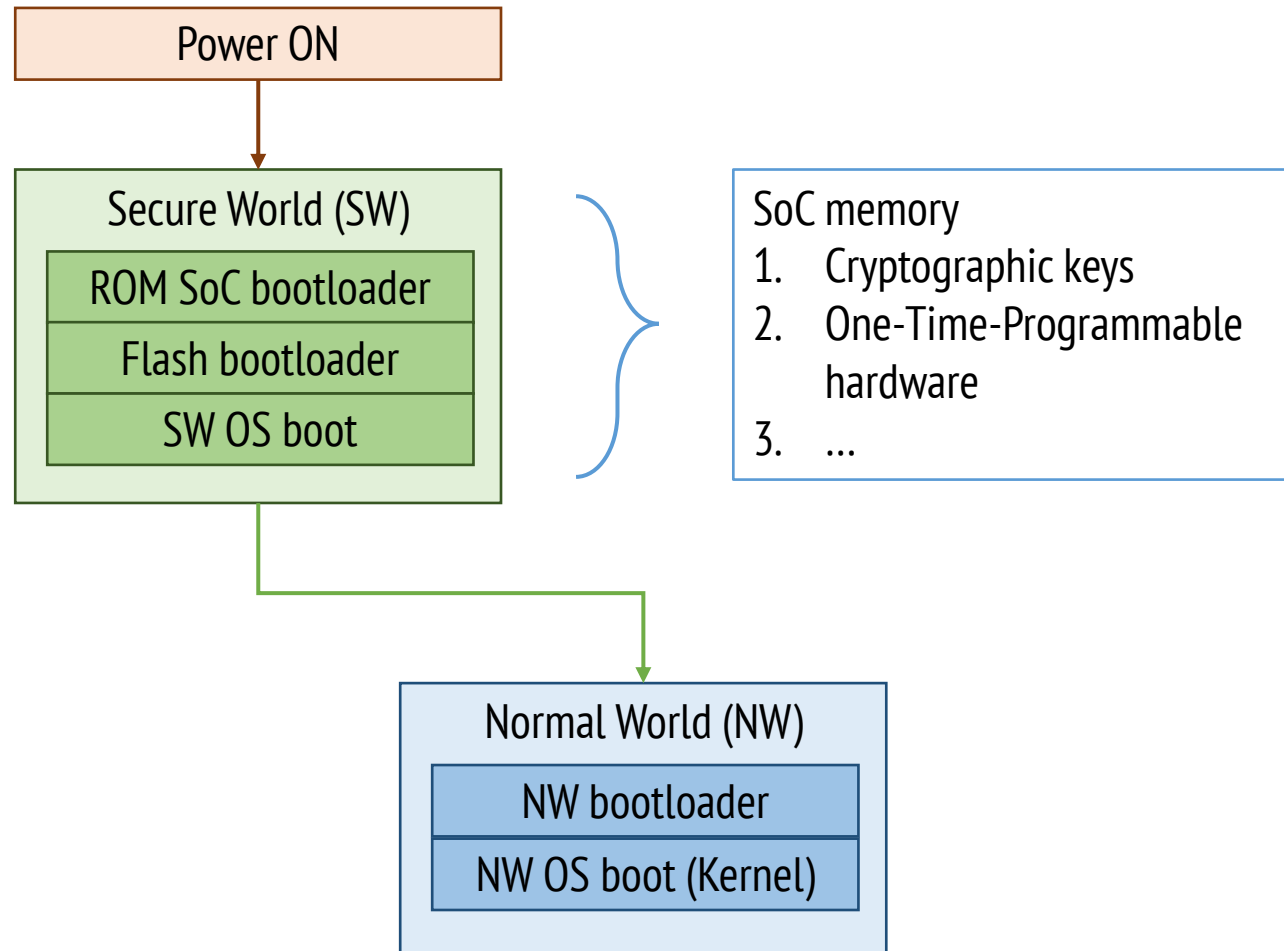 Power ON
Secure World (SW)
ROM SoC bootloader
Flash bootloader
SW OS boot
SoC memory
1. Cryptographic keys
2. One-Time-Programmable
hardware
3. ...
Normal World (NW)
NW bootloader
NW OS boot (Kernel)